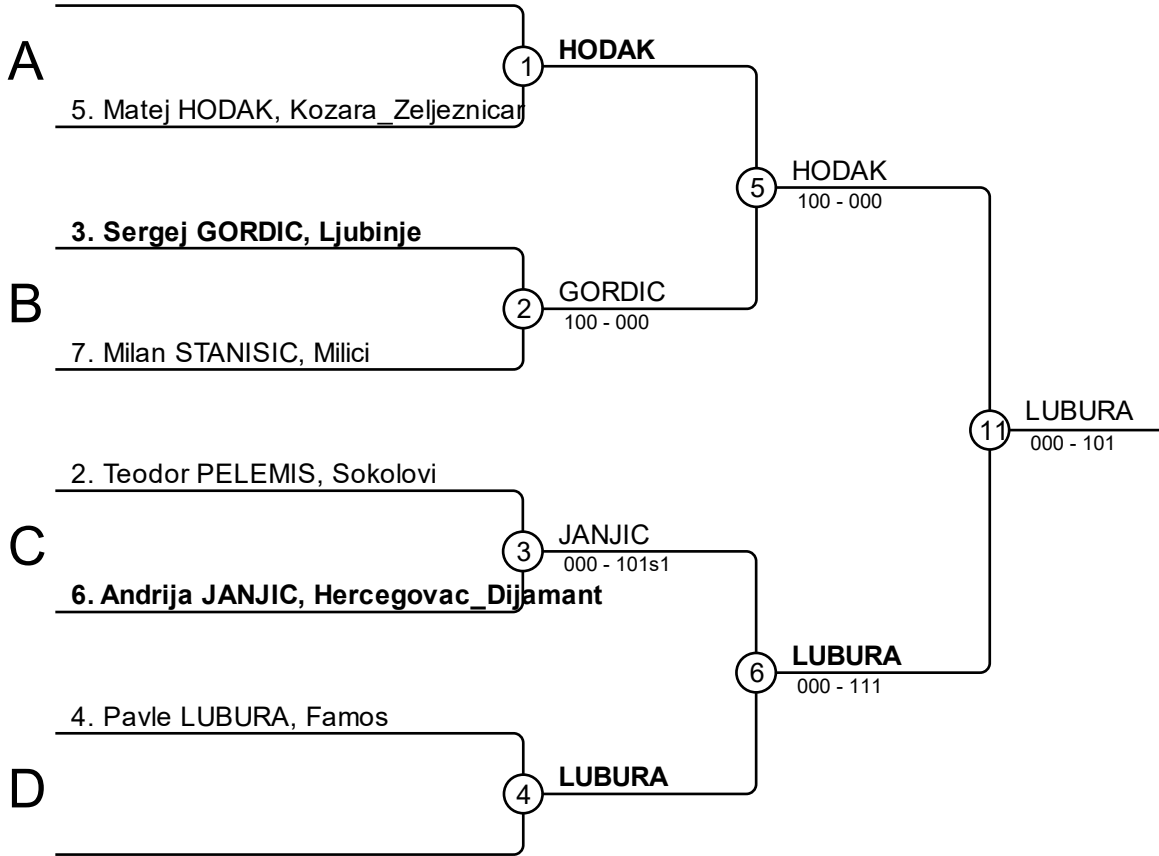 A
1
HODAK
5. Matej HODAK, Kozara_Zeljeznicar
5
HODAK
100 - 000
3. Sergej GORDIC, Ljubinje
B
2
GORDIC
100 - 000
7. Milan STANISIC, Milici
11
LUBURA
000 - 101
2. Teodor PELEMIS, Sokolovi
C
3
JANJIC
000 - 101s1
6. Andrija JANJIC, Hercegovac_Dijamant
6
LUBURA
000 - 111
4. Pavle LUBURA, Famos
D
4
LUBURA